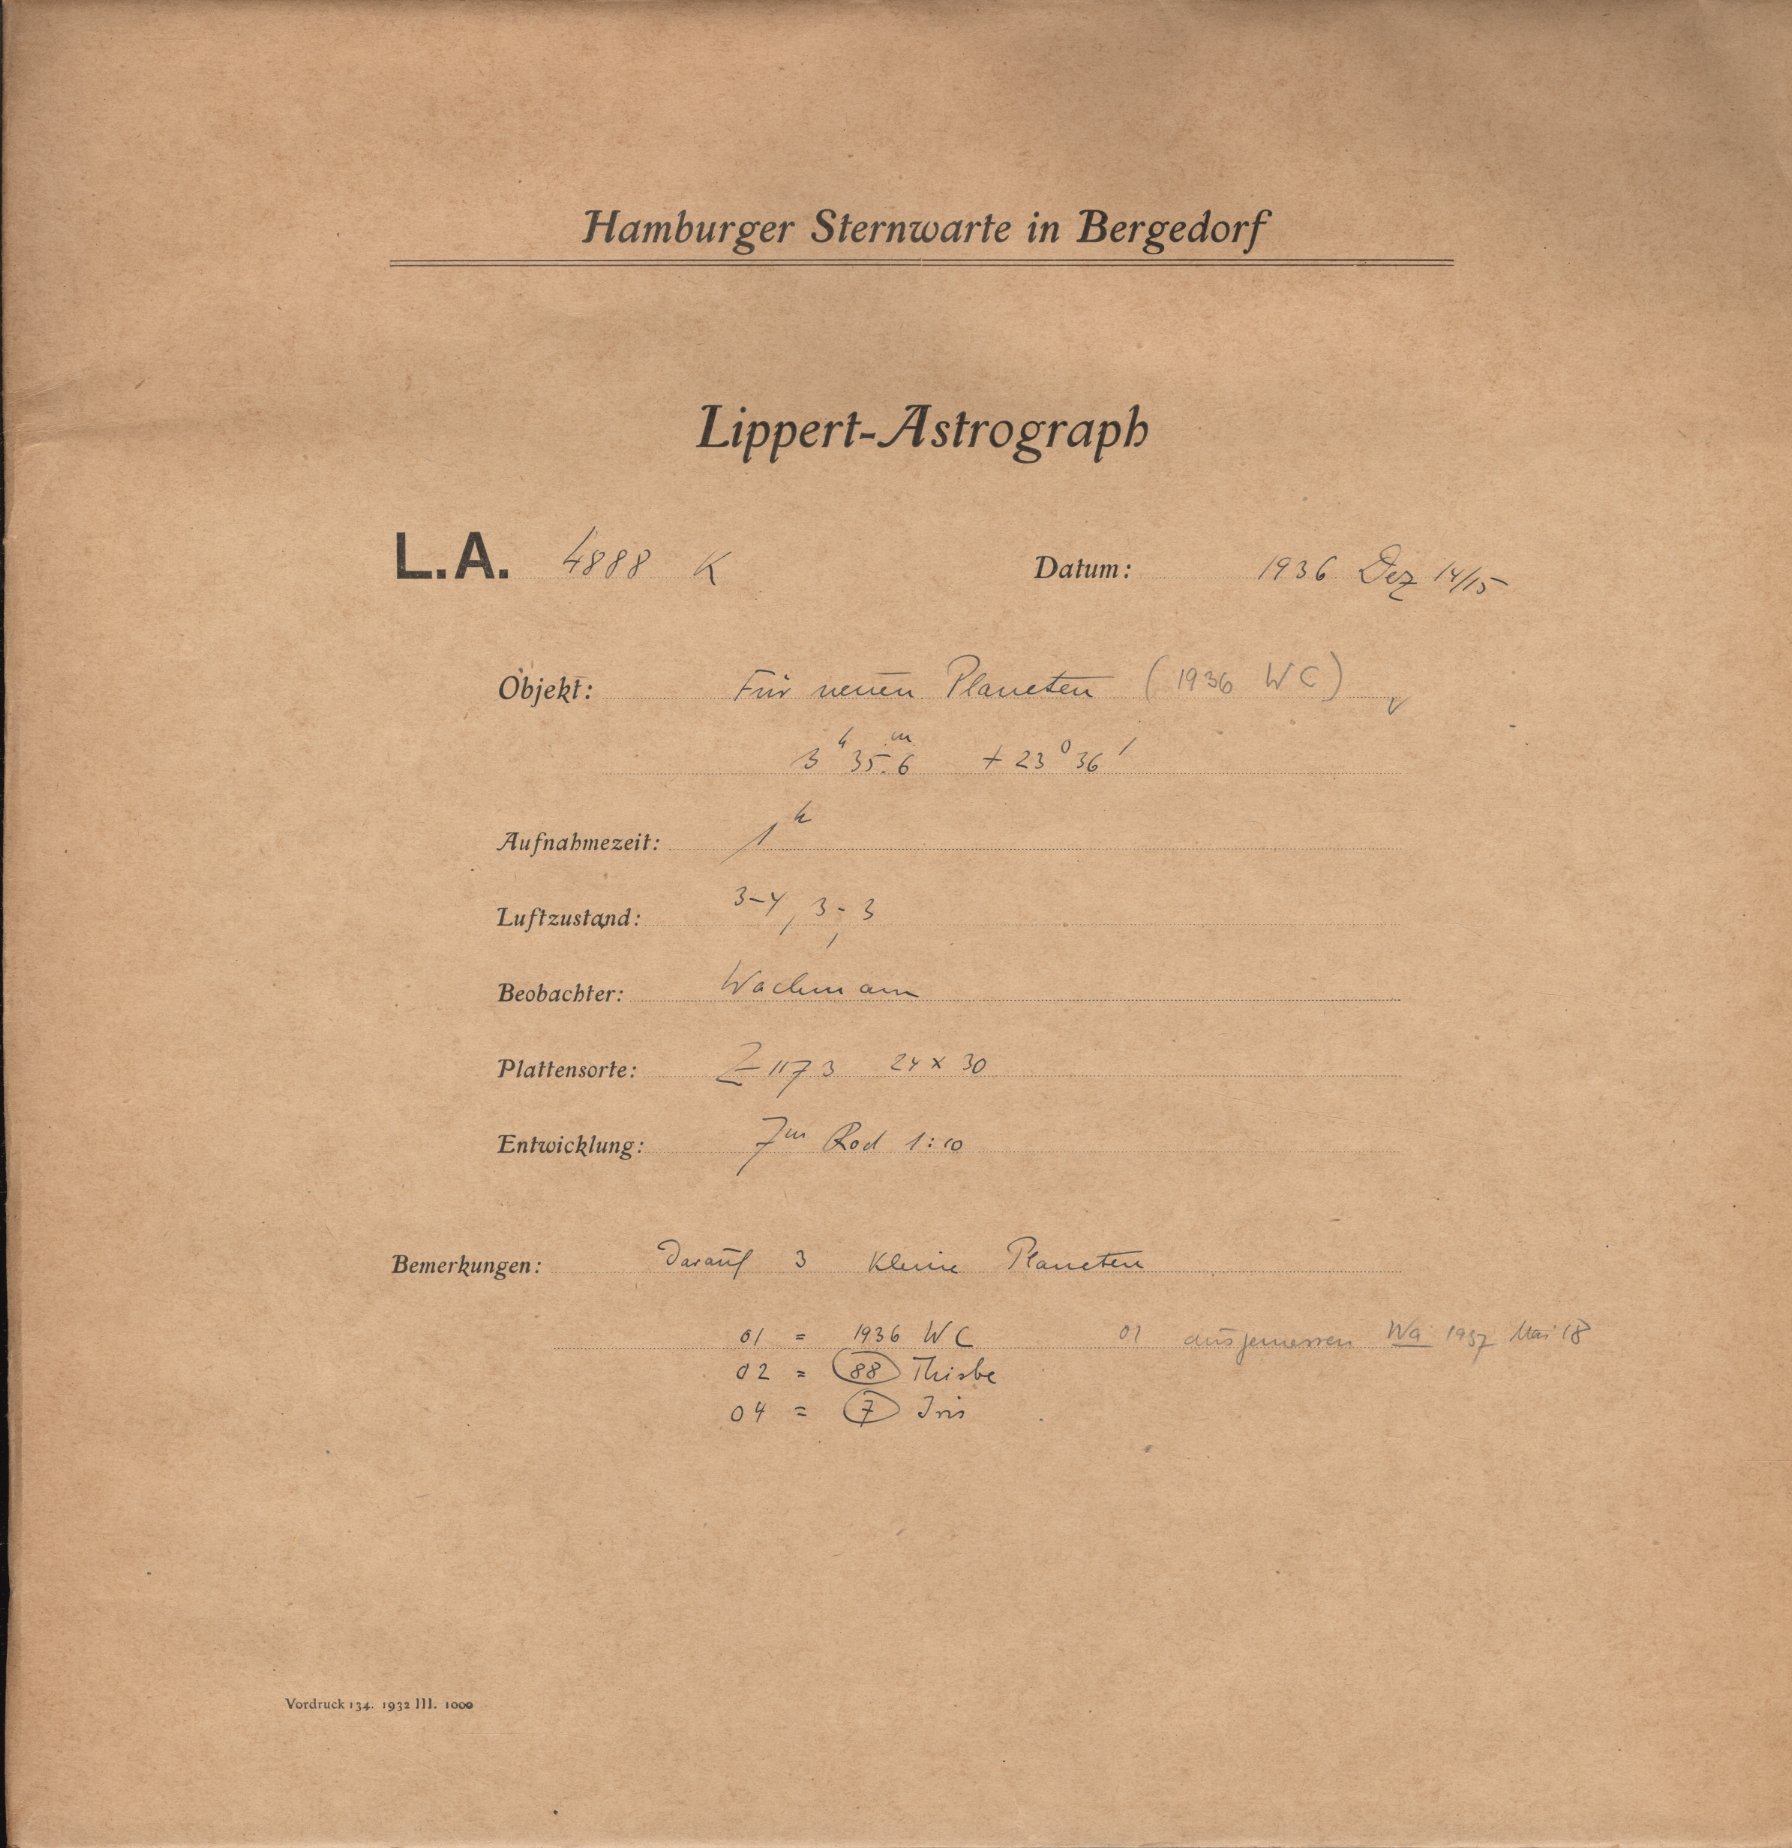 Hamburger Sternwarte in Bergedorf
Lippert-Astrograph
L.A. 4888 K Datum: 1936 Dez 14/15
Objekt: Für neuen Planeten (1936 WC)
3ʰ 35.ᵐ6 + 23° 36'
Aufnahmezeit: 1ʰ
Luftzustand: 3-4, 3-3
Beobachter: Wachmann
Plattensorte: Z 1173 24 x 30
Entwicklung: 7ᵐ Rod 1:10
Bemerkungen: Darauf 3 Kleine Planeten
01 = 1936 WC 01 ausgemessen Wa 1937 Mai 18
02 = 88 Thisbe
04 = 7 Iris
Vordruck 134. 1932 III. 1000